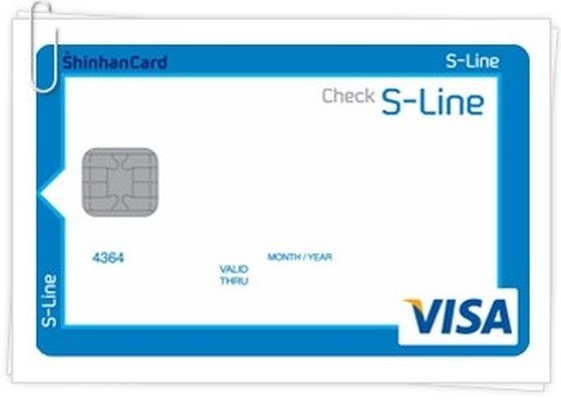 ShinhanCard
S-Line
Check S-Line
4364
MONTH / YEAR
VALID
THRU
S-Line
VISA